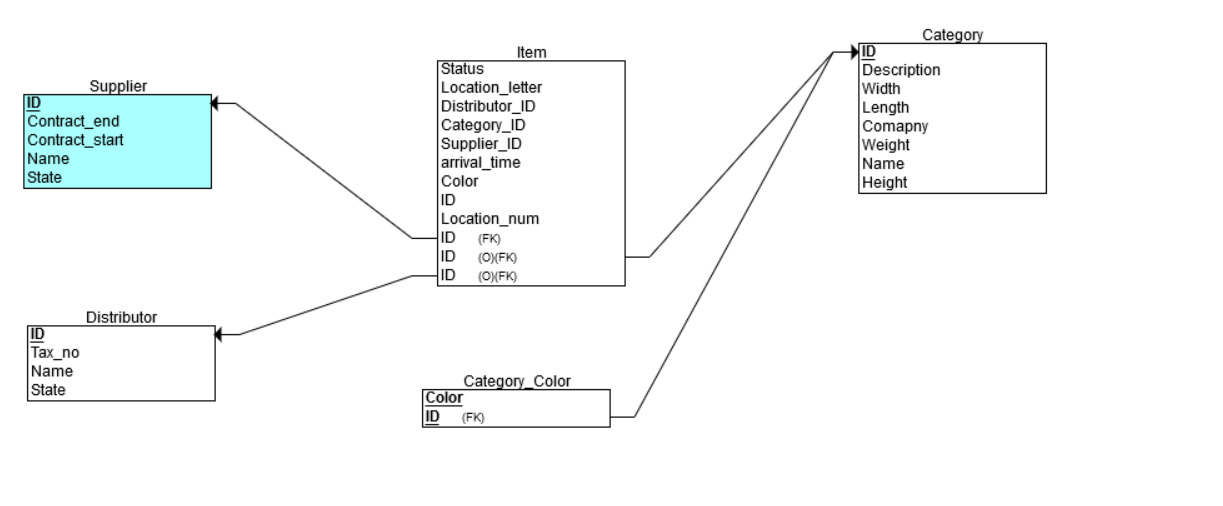 Supplier
ID
Contract_end
Contract_start
Name
State
Item
Status
Location_letter
Distributor_ID
Category_ID
Supplier_ID
arrival_time
Color
ID
Location_num
ID (FK)
ID (O)(FK)
ID (O)(FK)
Category
ID
Description
Width
Length
Comapny
Weight
Name
Height
Distributor
ID
Tax_no
Name
State
Category_Color
Color
ID (FK)